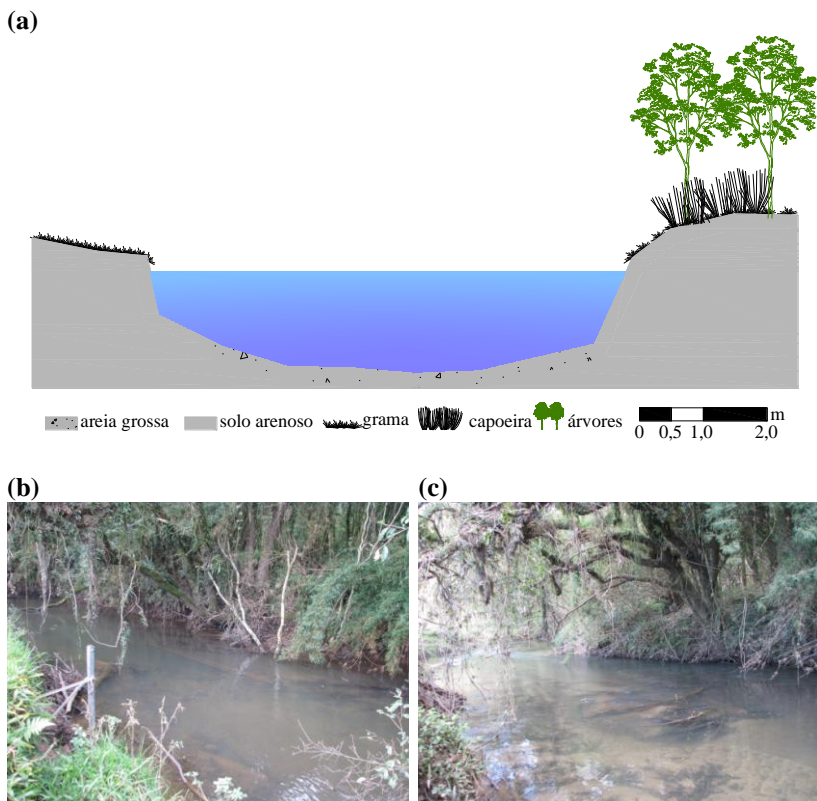 (a)
areia grossa solo arenoso grama capoeira árvores m
0 0,5 1,0 2,0
(b) (c)